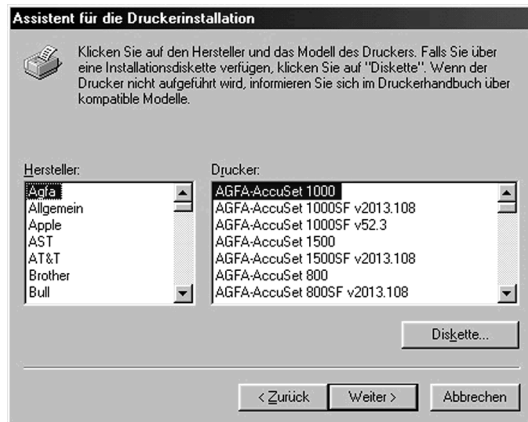 Assistent für die Druckerinstallation
Klicken Sie auf den Hersteller und das Modell des Druckers. Falls Sie über
eine Installationsdiskette verfügen, klicken Sie auf "Diskette". Wenn der
Drucker nicht aufgeführt wird, informieren Sie sich im Druckerhandbuch über
kompatible Modelle.
Hersteller:
Agfa
Allgemein
Apple
AST
AT&T
Brother
Bull
Drucker:
AGFA-AccuSet 1000
AGFA-AccuSet 1000SF v2013.108
AGFA-AccuSet 1000SF v52.3
AGFA-AccuSet 1500
AGFA-AccuSet 1500SF v2013.108
AGFA-AccuSet 800
AGFA-AccuSet 800SF v2013.108
Diskette...
< Zurück
Weiter >
Abbrechen